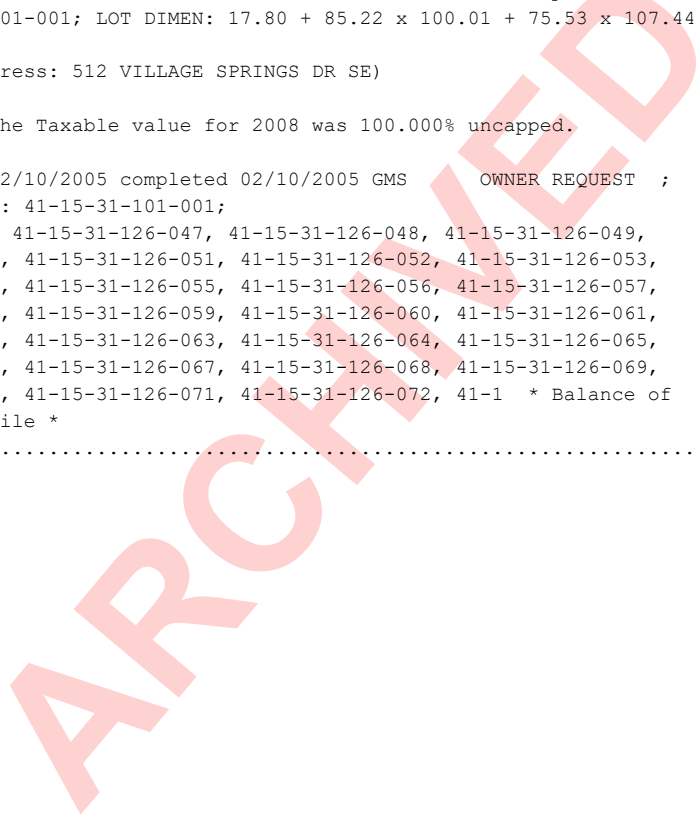 01-001; LOT DIMEN: 17.80 + 85.22 x 100.01 + 75.53 x 107.44
ress: 512 VILLAGE SPRINGS DR SE)
he Taxable value for 2008 was 100.000% uncapped.
2/10/2005 completed 02/10/2005 GMS OWNER REQUEST ;
: 41-15-31-101-001;
41-15-31-126-047, 41-15-31-126-048, 41-15-31-126-049,
, 41-15-31-126-051, 41-15-31-126-052, 41-15-31-126-053,
, 41-15-31-126-055, 41-15-31-126-056, 41-15-31-126-057,
, 41-15-31-126-059, 41-15-31-126-060, 41-15-31-126-061,
, 41-15-31-126-063, 41-15-31-126-064, 41-15-31-126-065,
, 41-15-31-126-067, 41-15-31-126-068, 41-15-31-126-069,
, 41-15-31-126-071, 41-15-31-126-072, 41-1 * Balance of
ile *
..........................................................
ARCHIVED